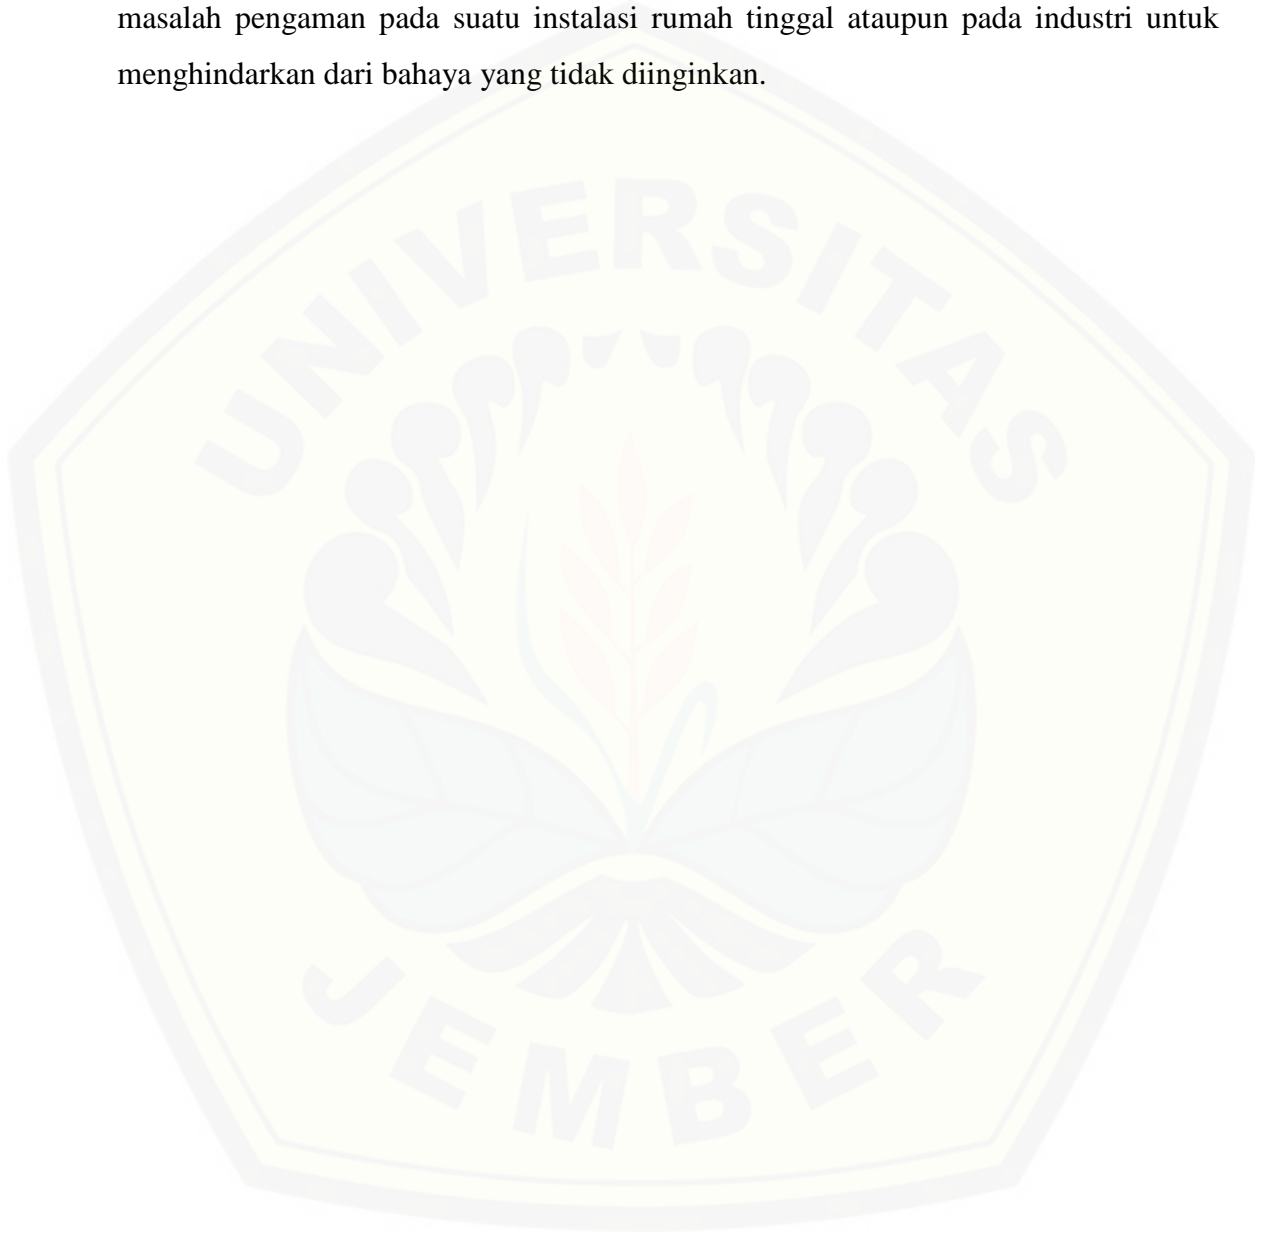 masalah pengaman pada suatu instalasi rumah tinggal ataupun pada industri untuk
menghindarkan dari bahaya yang tidak diinginkan.
UNIVERSITAS
JEMBER